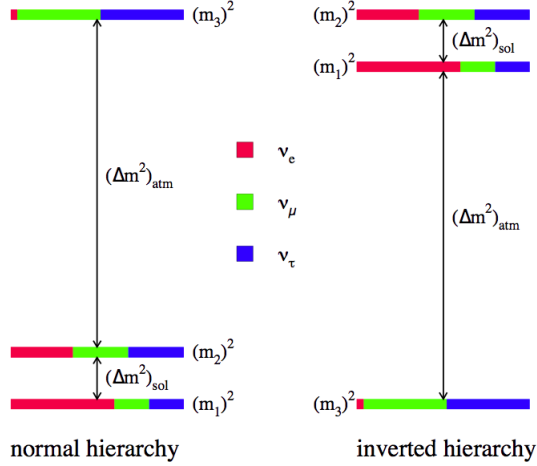 (m₃)²
(Δm²)atm
(m₂)²
(Δm²)sol
(m₁)²
normal hierarchy
νe
νμ
ντ
(m₂)²
(Δm²)sol
(m₁)²
(Δm²)atm
(m₃)²
inverted hierarchy